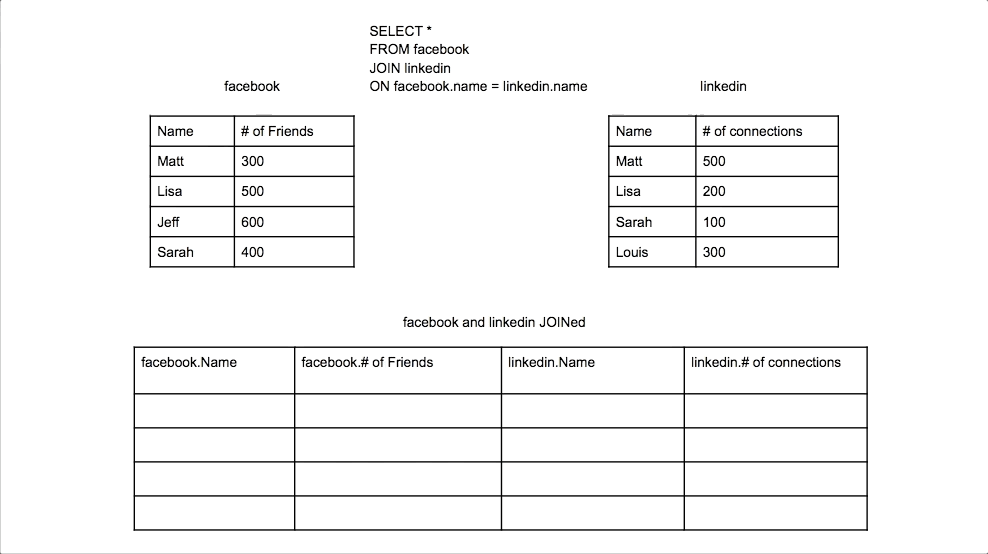 SELECT *
FROM facebook
JOIN linkedin
ON facebook.name = linkedin.name
facebook
Name # of Friends
Matt 300
Lisa 500
Jeff 600
Sarah 400
linkedin
Name # of connections
Matt 500
Lisa 200
Sarah 100
Louis 300
facebook and linkedin JOINed
facebook.Name facebook.# of Friends linkedin.Name linkedin.# of connections